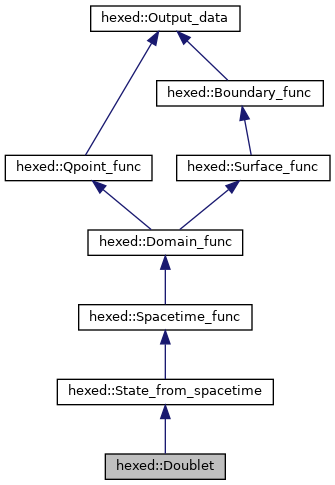 hexed::Output_data
hexed::Boundary_func
hexed::Qpoint_func
hexed::Surface_func
hexed::Domain_func
hexed::Spacetime_func
hexed::State_from_spacetime
hexed::Doublet